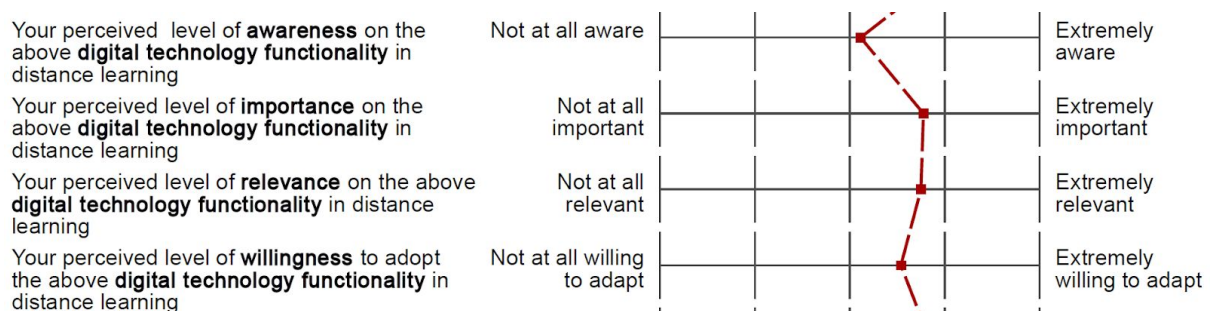 Your perceived level of awareness on the
above digital technology functionality in
distance learning
Not at all aware
Extremely
aware
Your perceived level of importance on the
above digital technology functionality in
distance learning
Not at all
important
Extremely
important
Your perceived level of relevance on the above
digital technology functionality in distance
learning
Not at all
relevant
Extremely
relevant
Your perceived level of willingness to adopt
the above digital technology functionality in
distance learning
Not at all willing
to adapt
Extremely
willing to adapt